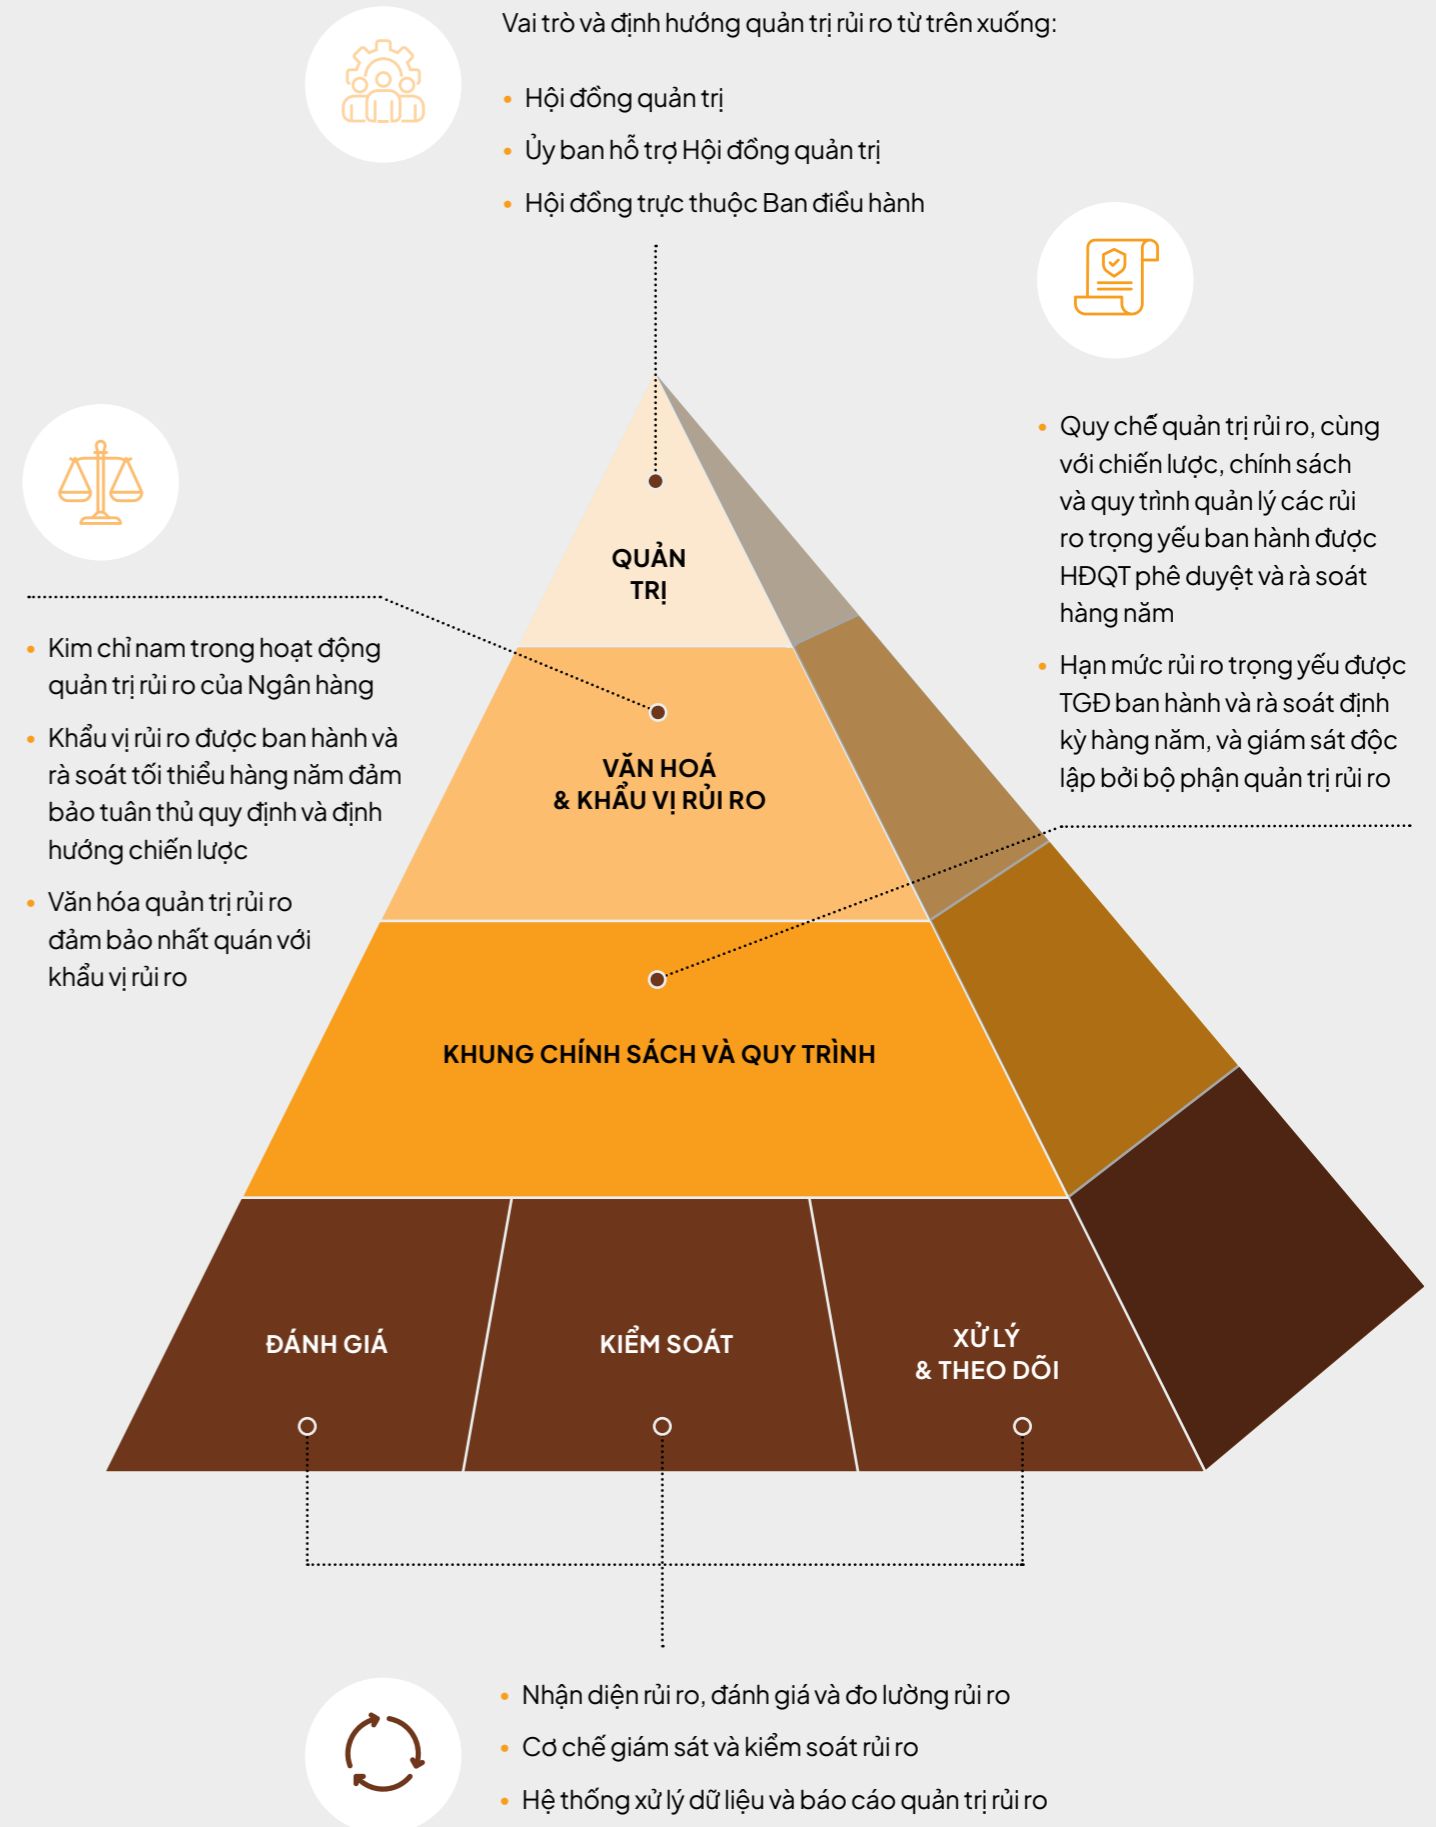 Vai trò và định hướng quản trị rủi ro từ trên xuống:
• Hội đồng quản trị
• Ủy ban hỗ trợ Hội đồng quản trị
• Hội đồng trực thuộc Ban điều hành
• Quy chế quản trị rủi ro, cùng
với chiến lược, chính sách
và quy trình quản lý các rủi
ro trọng yếu ban hành được
HĐQT phê duyệt và rà soát
hàng năm
• Hạn mức rủi ro trọng yếu được
TGĐ ban hành và rà soát định
kỳ hàng năm, và giám sát độc
lập bởi bộ phận quản trị rủi ro
• Kim chỉ nam trong hoạt động
quản trị rủi ro của Ngân hàng
• Khẩu vị rủi ro được ban hành và
rà soát tối thiểu hàng năm đảm
bảo tuân thủ quy định và định
hướng chiến lược
• Văn hóa quản trị rủi ro
đảm bảo nhất quán với
khẩu vị rủi ro
QUẢN
TRỊ
VĂN HOÁ
& KHẨU VỊ RỦI RO
KHUNG CHÍNH SÁCH VÀ QUY TRÌNH
ĐÁNH GIÁ
KIỂM SOÁT
XỬ LÝ
& THEO DÕI
• Nhận diện rủi ro, đánh giá và đo lường rủi ro
• Cơ chế giám sát và kiểm soát rủi ro
• Hệ thống xử lý dữ liệu và báo cáo quản trị rủi ro